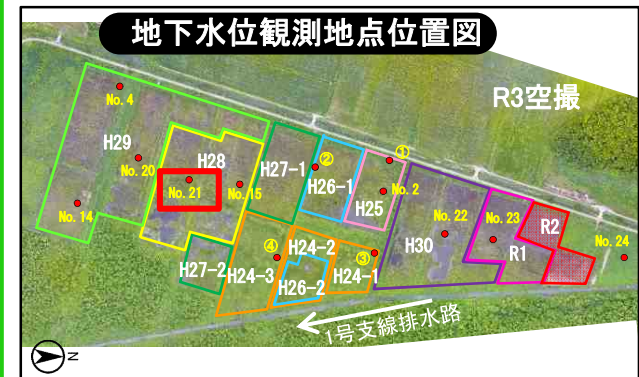 地下水位観測地点位置図
R3空撮
No. 4
①
H29
H28
H27-1
②
No. 20
H26-1
No. 21
No. 15
No. 2
H25
No. 14
No. 22
No. 23
R2
H30
R1
④
H24-2
③
No. 24
H27-2
H24-3
H24-1
H26-2
1号支線排水路
N